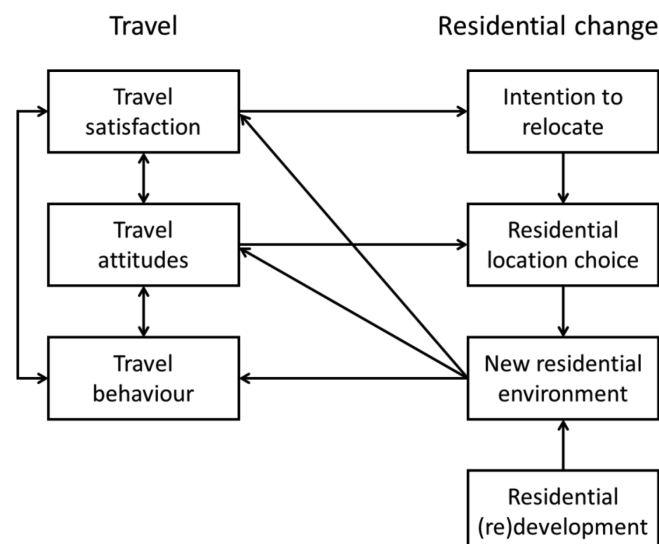 Travel
Residential change
Travel
satisfaction
Intention to
relocate
Travel
attitudes
Residential
location choice
Travel
behaviour
New residential
environment
Residential
(re)development